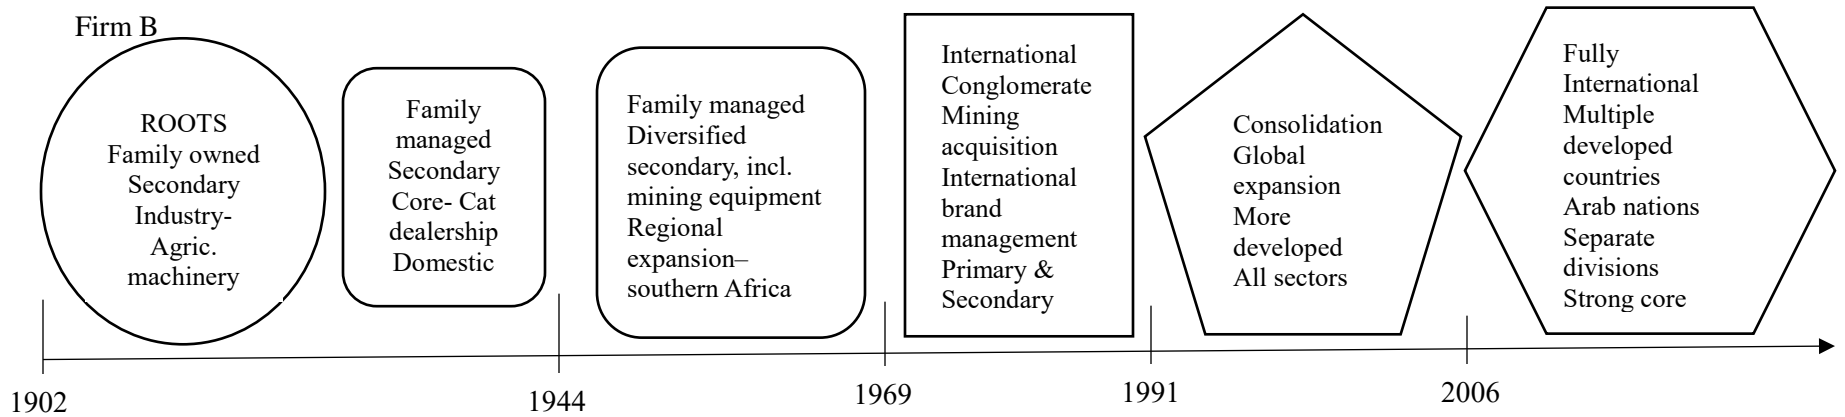 Firm B
ROOTS
Family owned
Secondary
Industry-
Agric.
machinery
Family
managed
Secondary
Core- Cat
dealership
Domestic
Family managed
Diversified
secondary, incl.
mining equipment
Regional
expansion–
southern Africa
International
Conglomerate
Mining
acquisition
International
brand
management
Primary &
Secondary
Consolidation
Global
expansion
More
developed
All sectors
Fully
International
Multiple
developed
countries
Arab nations
Separate
divisions
Strong core
1902
1944
1969
1991
2006